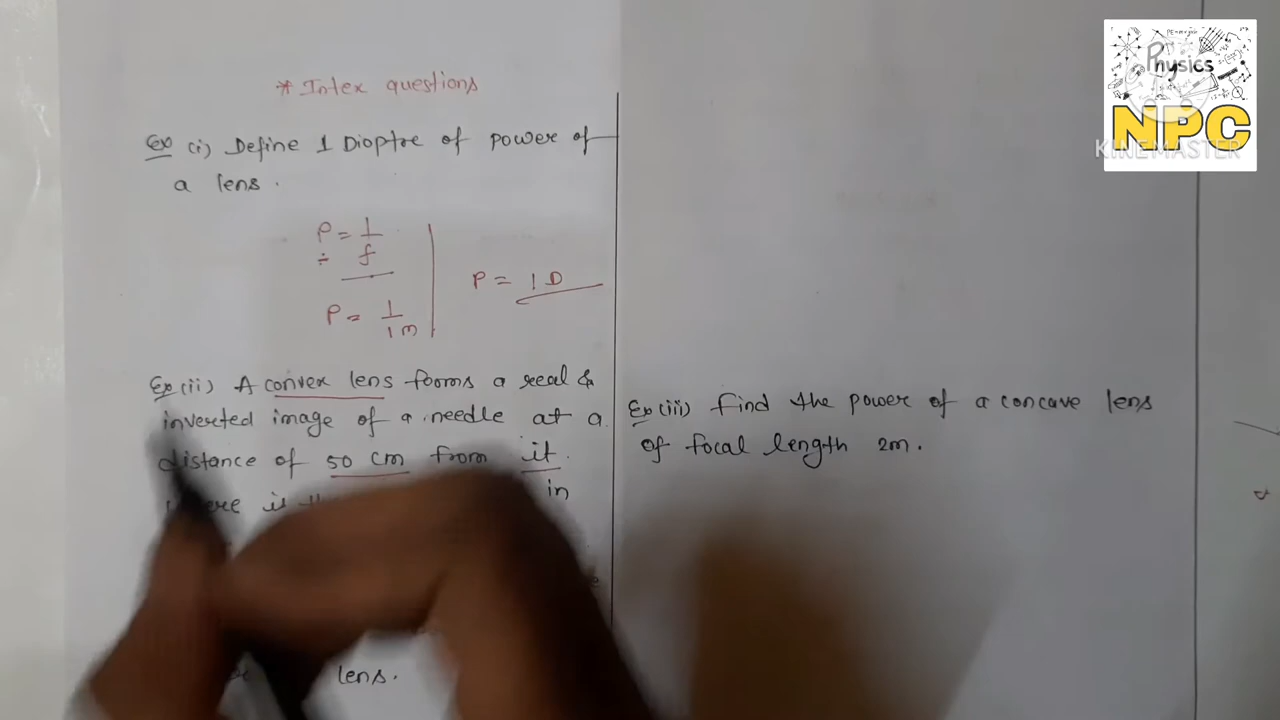 * Intex questions
Ex (i) Define 1 Dioptre of power of
a lens.
P = 1/f
÷
P = 1/1m
P = 1 D
Ex (ii) A convex lens forms a real &
inverted image of a needle at a
distance of 50 cm from it.
is
in
lens.
Ex (iii) find the power of a concave lens
of focal length 2m.
Physics
NPC
KINEMASTER